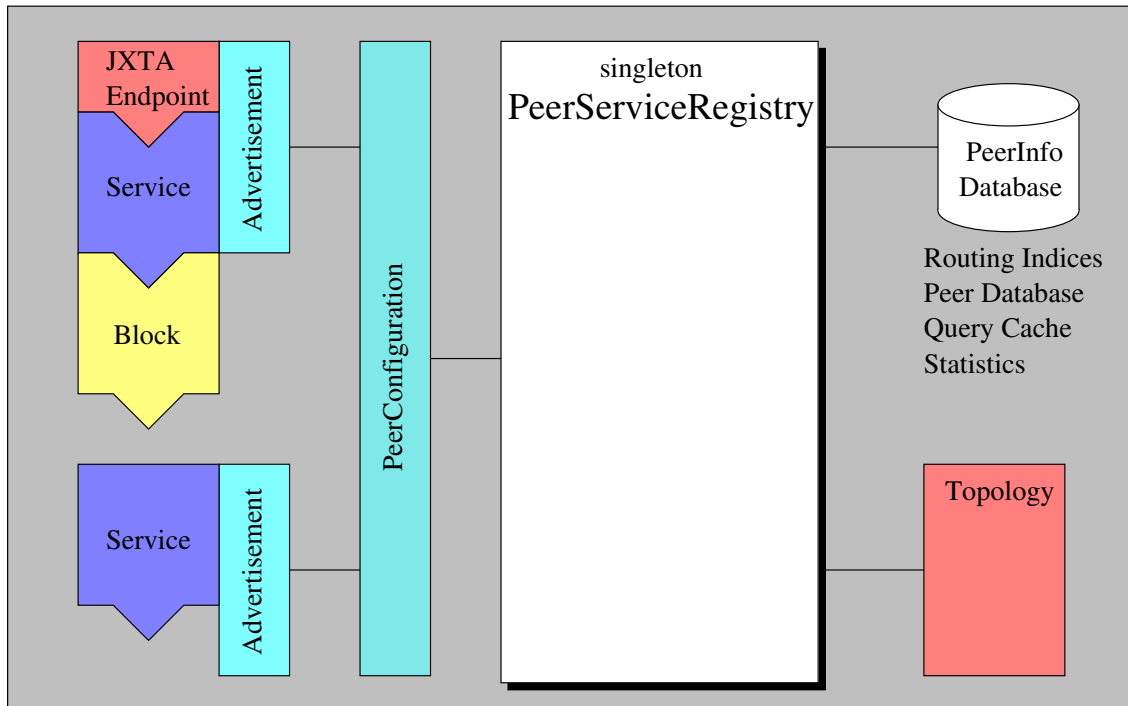 JXTA
Endpoint
Service
Advertisement
Block
Service
Advertisement
PeerConfiguration
singleton
PeerServiceRegistry
PeerInfo
Database
Routing Indices
Peer Database
Query Cache
Statistics
Topology